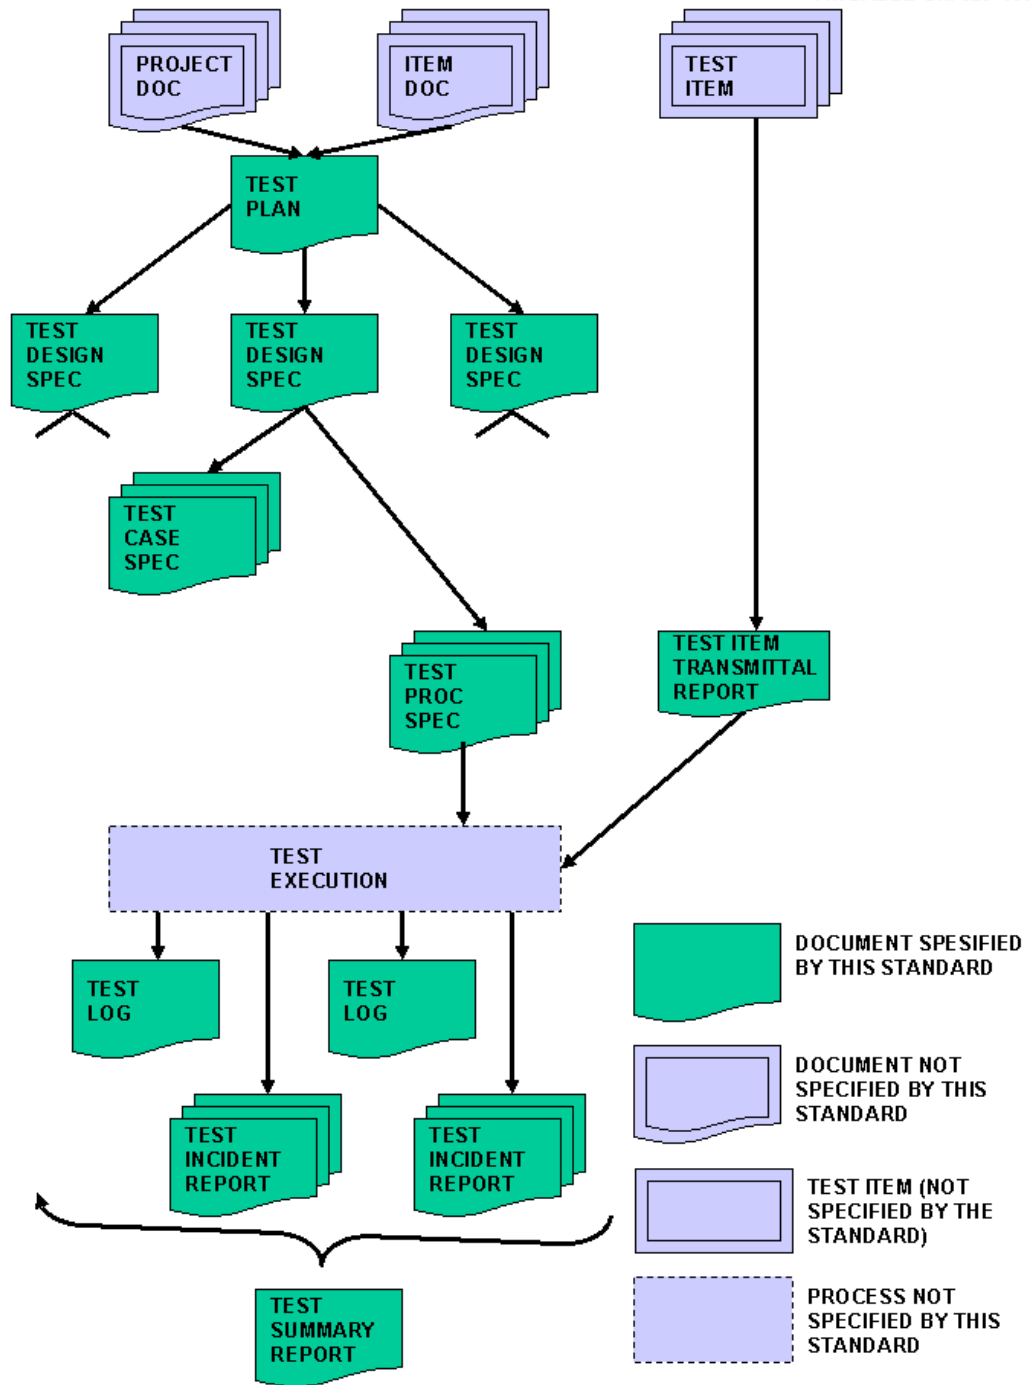 PROJECT
DOC
ITEM
DOC
TEST
ITEM
TEST
PLAN
TEST
DESIGN
SPEC
TEST
DESIGN
SPEC
TEST
DESIGN
SPEC
TEST
CASE
SPEC
TEST
PROC
SPEC
TEST ITEM
TRANSMITTAL
REPORT
TEST
EXECUTION
TEST
LOG
TEST
LOG
TEST
INCIDENT
REPORT
TEST
INCIDENT
REPORT
TEST
SUMMARY
REPORT
DOCUMENT SPESIFIED
BY THIS STANDARD
DOCUMENT NOT
SPECIFIED BY THIS
STANDARD
TEST ITEM (NOT
SPECIFIED BY THE
STANDARD)
PROCESS NOT
SPECIFIED BY THIS
STANDARD